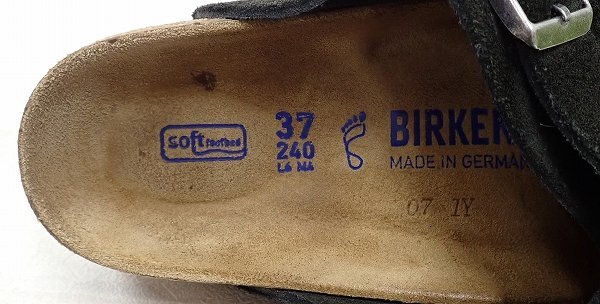 soft footbed
37
240
L6 M4
BIRKEN
MADE IN GERMAN
07 1Y